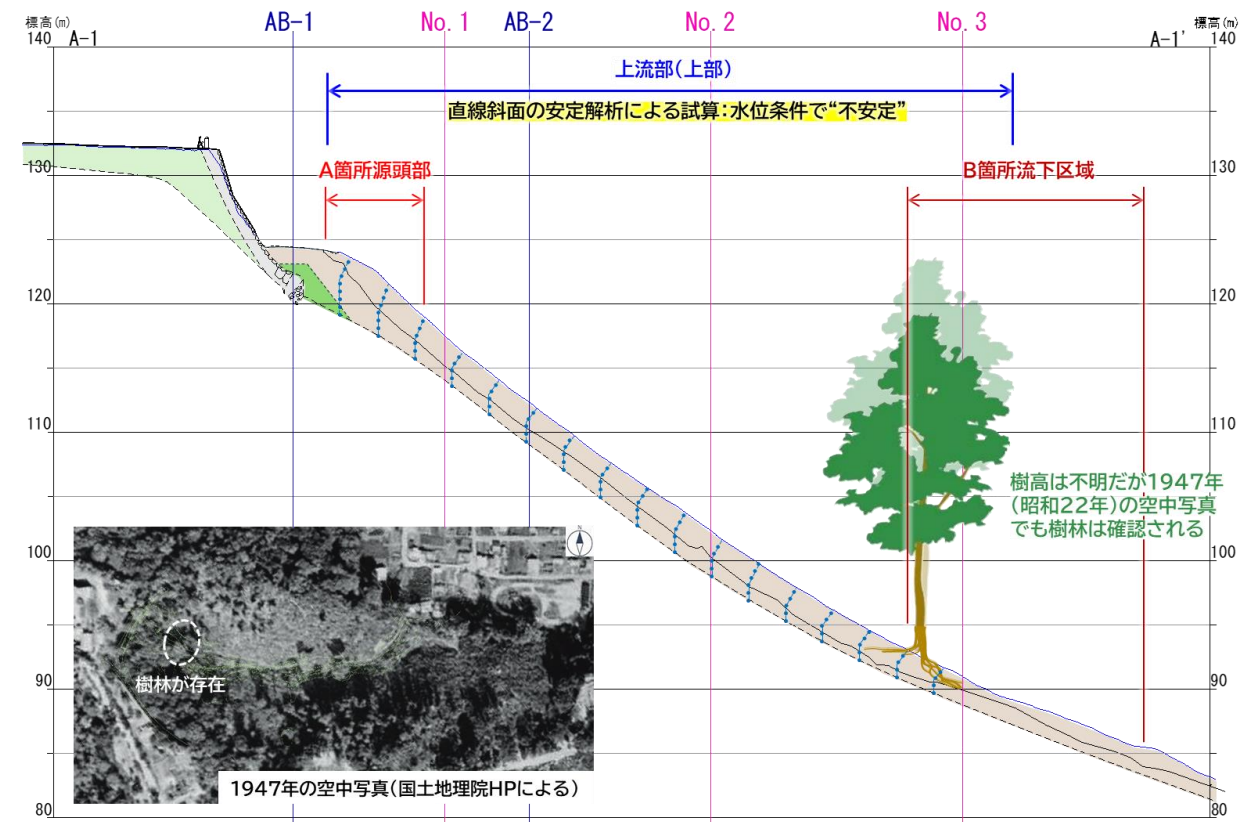 AB-1 No. 1 AB-2 No. 2 No. 3
標高(m) 標高(m)
140 A-1 A-1' 140
上流部(上部)
直線斜面の安定解析による試算:水位条件で“不安定”
130 130
A箇所源頭部 B箇所流下区域
120 120
110 110
樹高は不明だが1947年
(昭和22年)の空中写真
でも樹林は確認される
100 100
N
90 90
樹林が存在
1947年の空中写真(国土地理院HPによる)
80 80